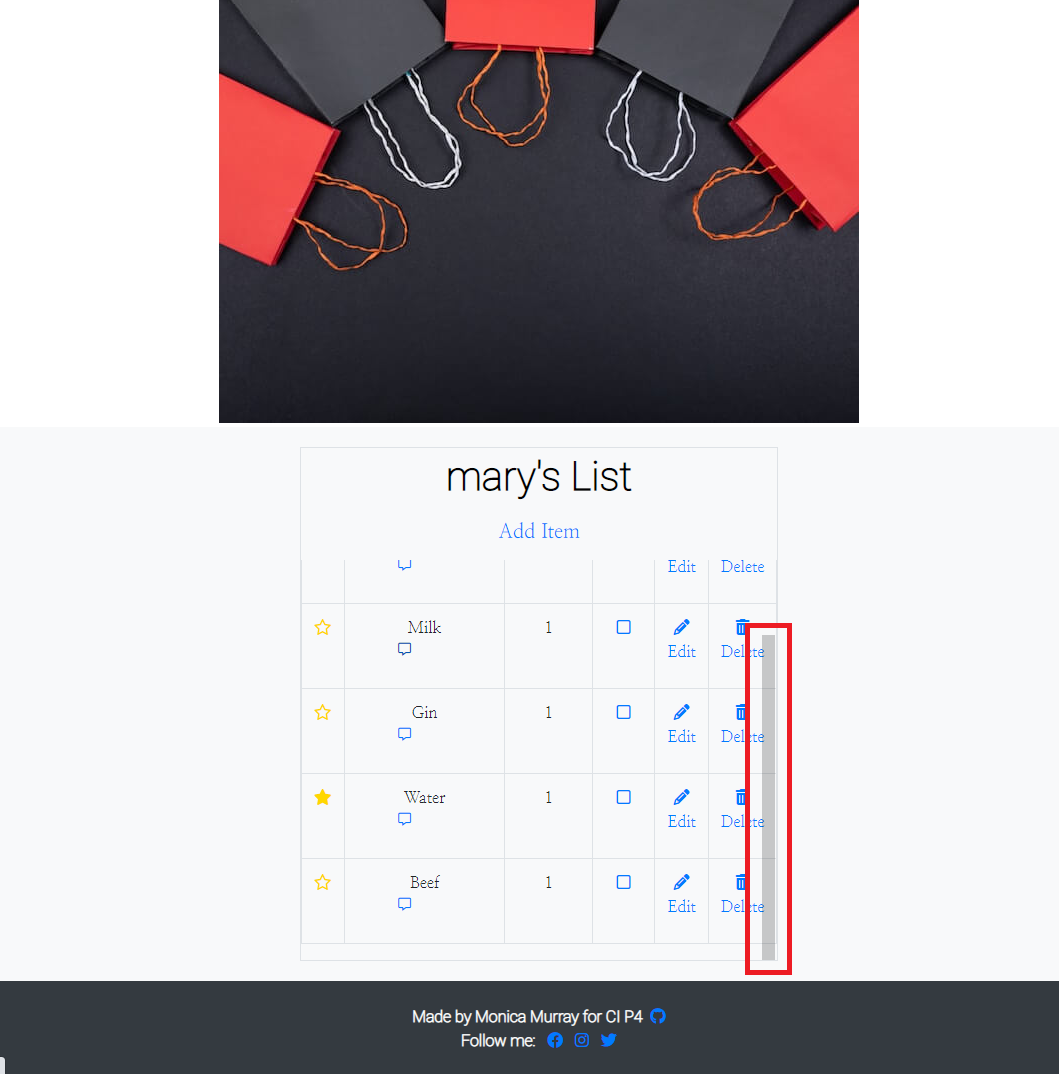 mary's List
Add Item
Edit Delete
Milk 1
Edit Delete
Gin 1
Edit Delete
Water 1
Edit Delete
Beef 1
Edit Delete
Made by Monica Murray for CI P4
Follow me: